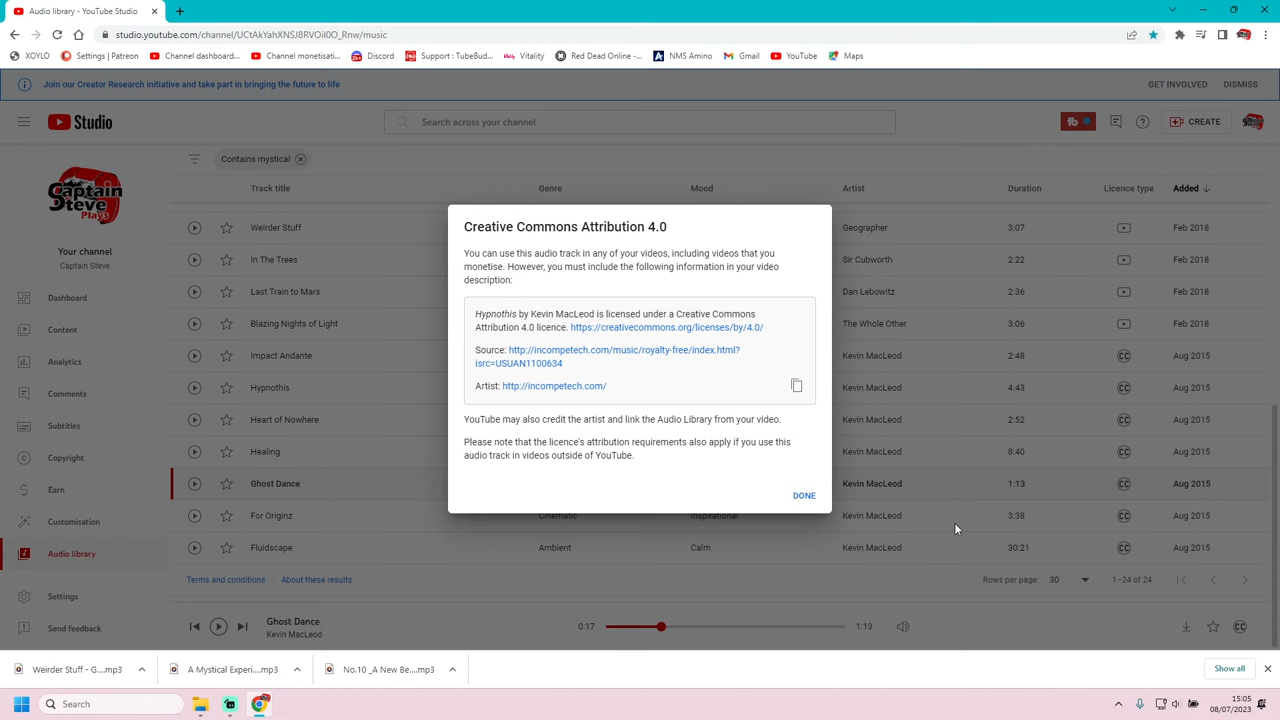 Audio library - YouTube Studio
studio.youtube.com/channel/UCtAkYahXNSJ8RVOiI0O_Rnw/music
XOYLO
Settings | Patreon
Channel dashboard...
Channel monetisati...
Discord
Support : TubeBud...
Vitality
Red Dead Online -...
NMS Amino
Gmail
YouTube
Maps
Join our Creator Research initiative and take part in bringing the future to life
GET INVOLVED
DISMISS
Studio
Search across your channel
CREATE
Contains mystical
Track title
Genre
Mood
Artist
Duration
Licence type
Added
Captain
Steve
Plays
Your channel
Captain Steve
Dashboard
Content
Analytics
Comments
Subtitles
Copyright
Earn
Customisation
Audio library
Settings
Send feedback
Weirder Stuff
Geographer
3:07
Feb 2018
In The Trees
Sir Cubworth
2:22
Feb 2018
Last Train to Mars
Dan Lebowitz
2:36
Feb 2018
Blazing Nights of Light
The Whole Other
3:06
Feb 2018
Impact Andante
Kevin MacLeod
2:48
Aug 2015
Hypnothis
Kevin MacLeod
4:43
Aug 2015
Heart of Nowhere
Kevin MacLeod
2:52
Aug 2015
Healing
Kevin MacLeod
8:40
Aug 2015
Ghost Dance
Kevin MacLeod
1:13
Aug 2015
For Originz
Cinematic
Inspirational
Kevin MacLeod
3:38
Aug 2015
Fluidscape
Ambient
Calm
Kevin MacLeod
30:21
Aug 2015
Creative Commons Attribution 4.0
You can use this audio track in any of your videos, including videos that you
monetise. However, you must include the following information in your video
description:
Hypnothis by Kevin MacLeod is licensed under a Creative Commons
Attribution 4.0 licence. https://creativecommons.org/licenses/by/4.0/
Source: http://incompetech.com/music/royalty-free/index.html?
isrc=USUAN1100634
Artist: http://incompetech.com/
YouTube may also credit the artist and link the Audio Library from your video.
Please note that the licence's attribution requirements also apply if you use this
audio track in videos outside of YouTube.
DONE
Terms and conditions
About these results
Rows per page:
30
1–24 of 24
Ghost Dance
Kevin MacLeod
0:17
1:13
Weirder Stuff - G....mp3
A Mystical Experi....mp3
No.10 _A New Be....mp3
Show all
Search
15:05
08/07/2023